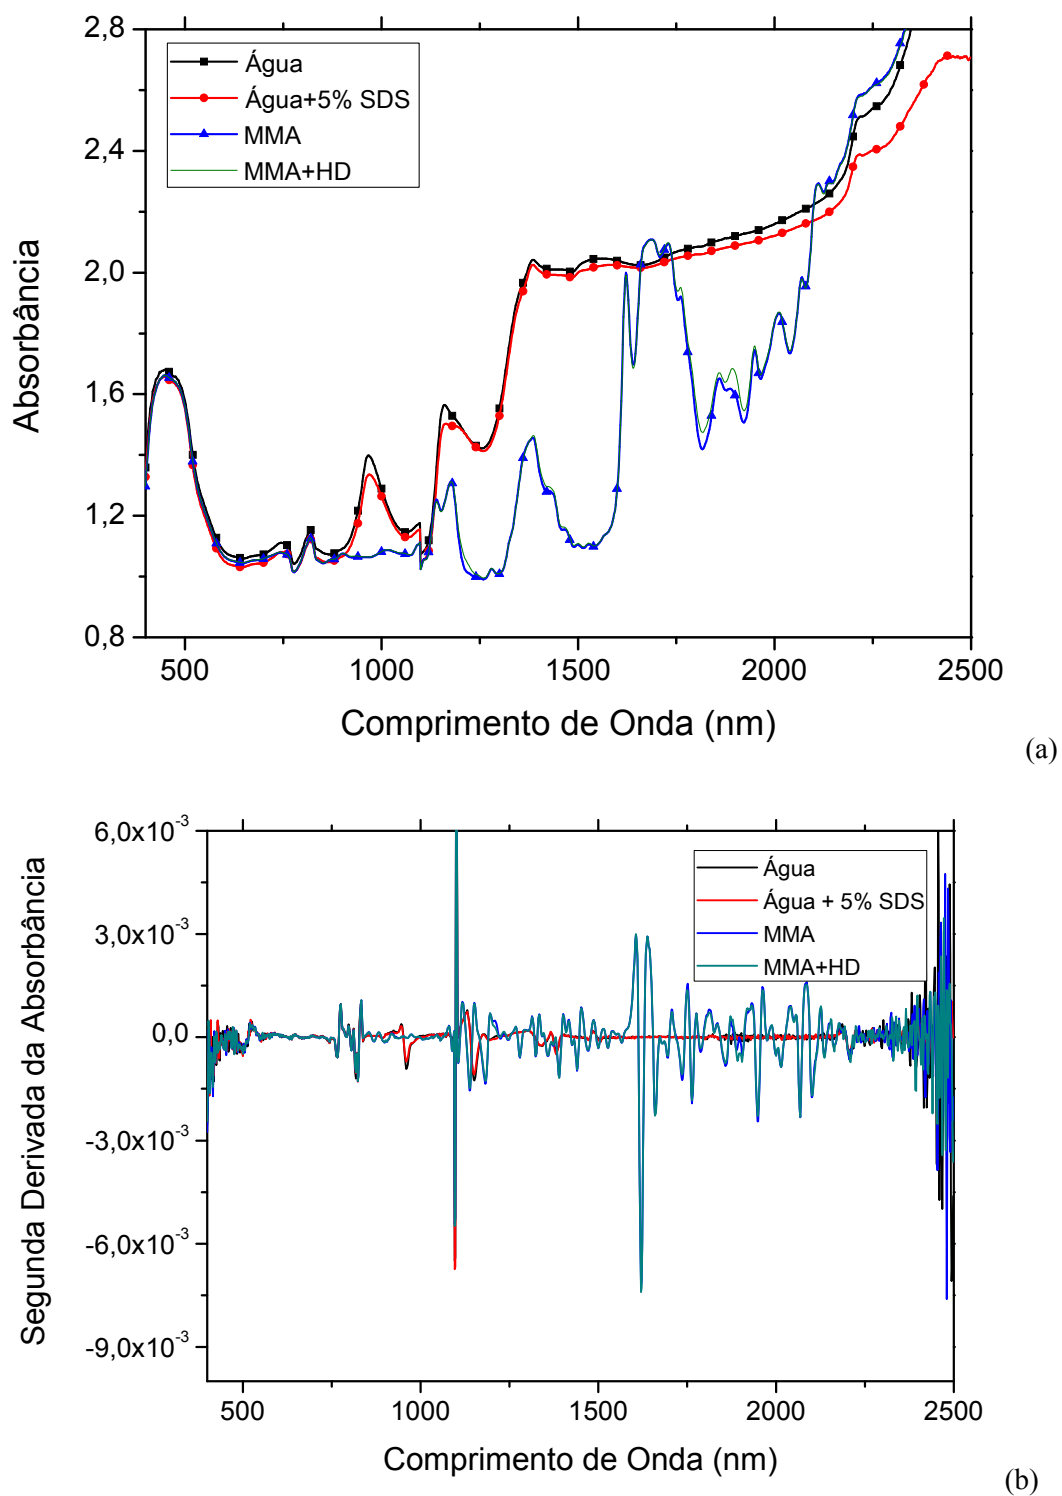 2,8
2,4
2,0
1,6
1,2
0,8
Absorbância
Água
Água+5% SDS
MMA
MMA+HD
500
1000
1500
2000
2500
Comprimento de Onda (nm)
(a)
6,0x10⁻³
3,0x10⁻³
0,0
-3,0x10⁻³
-6,0x10⁻³
-9,0x10⁻³
Segunda Derivada da Absorbância
Água
Água + 5% SDS
MMA
MMA+HD
500
1000
1500
2000
2500
Comprimento de Onda (nm)
(b)